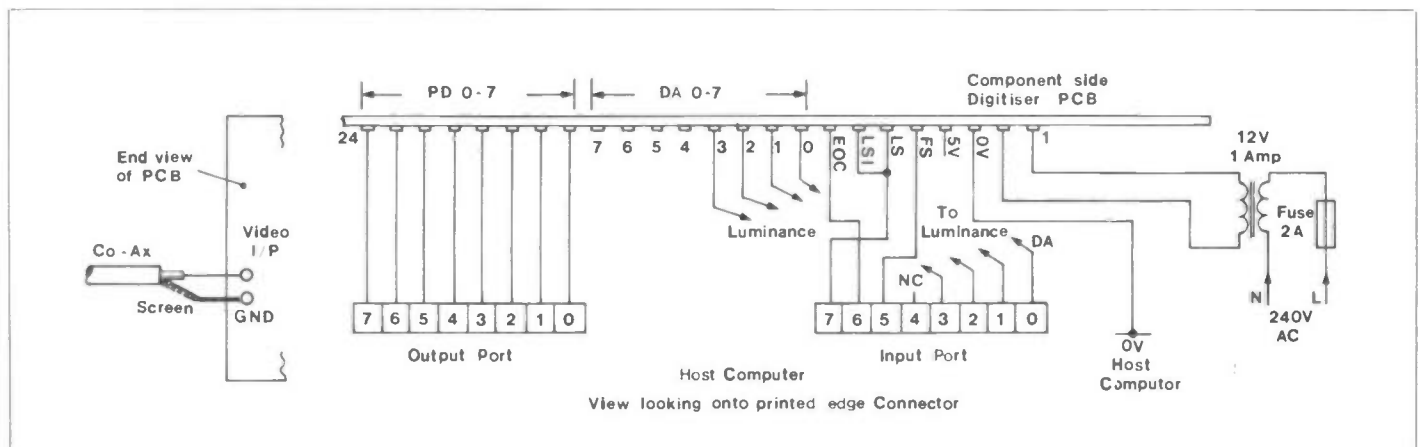 PD 0-7
DA 0-7
Component side
Digitiser PCB
24
7 6 5 4 3 2 1 0
EOC
LSI
LS
FS
5V
0V
1
12V
1 Amp
End view
of PCB
Video
I/P
Co-Ax
Screen
GND
Luminance
To
Luminance
DA
NC
Fuse
2A
N
L
240V
AC
7 6 5 4 3 2 1 0
Output Port
7 6 5 4 3 2 1 0
Input Port
0V
Host
Computor
Host Computer
View looking onto printed edge Connector